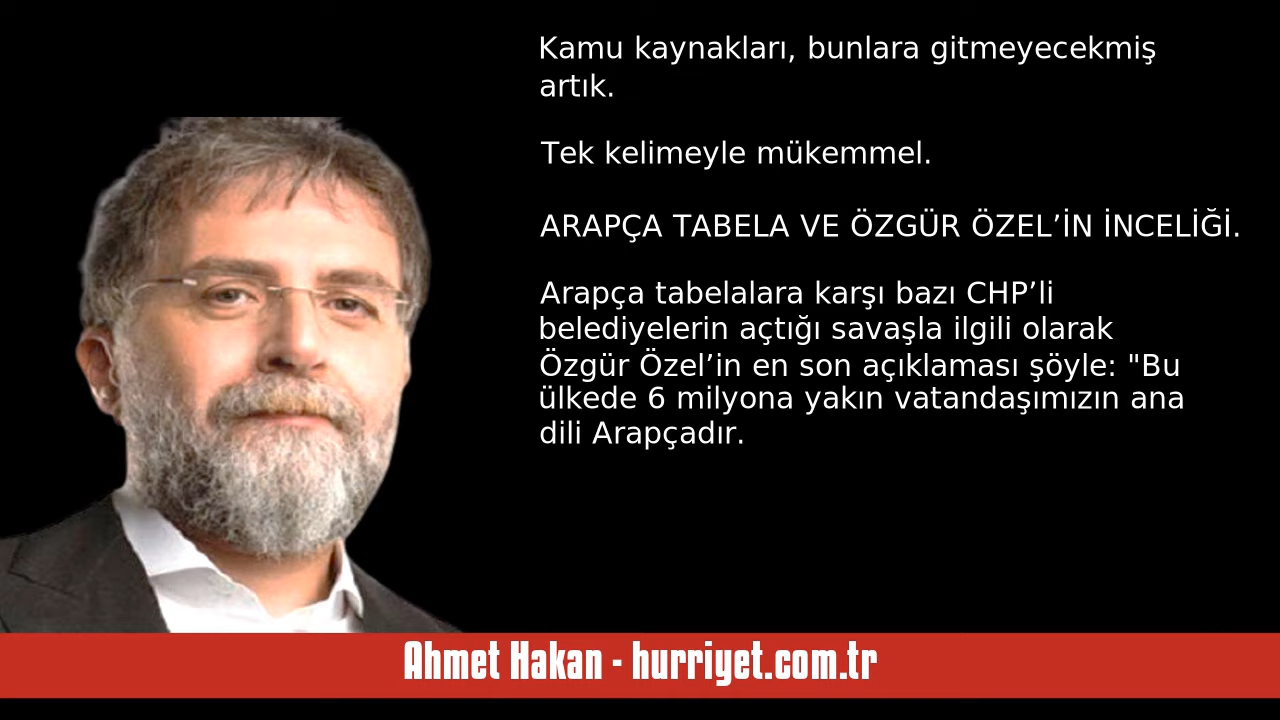 Kamu kaynakları, bunlara gitmeyecekmiş
artık.
Tek kelimeyle mükemmel.
ARAPÇA TABELA VE ÖZGÜR ÖZEL’İN İNCELİĞİ.
Arapça tabelalara karşı bazı CHP’li
belediyelerin açtığı savaşla ilgili olarak
Özgür Özel’in en son açıklaması şöyle: "Bu
ülkede 6 milyona yakın vatandaşımızın ana
dili Arapçadır.
Ahmet Hakan - hurriyet.com.tr